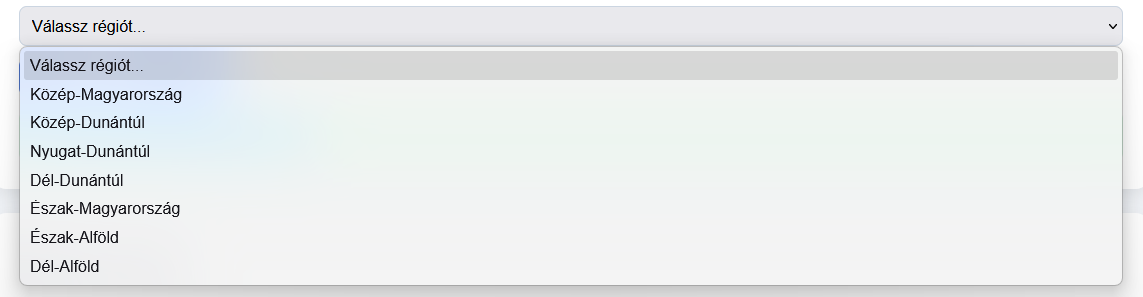 Válassz régiót...
Válassz régiót...
Közép-Magyarország
Közép-Dunántúl
Nyugat-Dunántúl
Dél-Dunántúl
Észak-Magyarország
Észak-Alföld
Dél-Alföld